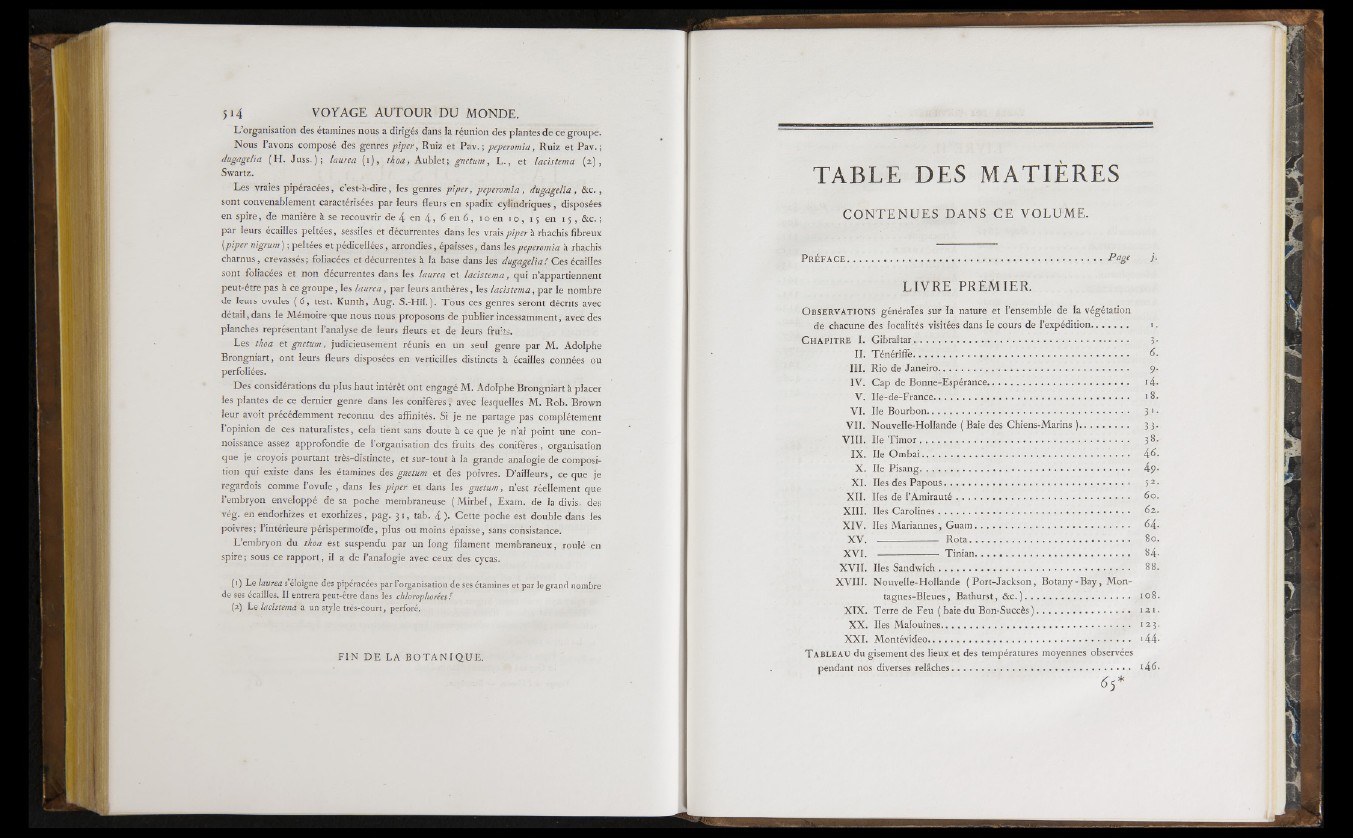 514 VOYAGE AUTOUR DU MONDE.
L'organisation des étamines nous a dirigés dans la réunion des plantes de ce groupe.
Nous l'avons composé des genres piper, Ruiz et Pav.; peperomia, Ruiz et Pav.;
dugagelia (H. Juss.); laurea (1), thoa, Aublet; gnetum, L., et lacistema (2),
Swartz.
Les vraies pipéracées, c'est-à-dire, les genres piper, peperomia, dugagelia, &c.,
sont convenablement caractérisées par leurs fleurs en spadix cylindriques, disposées
en spire, de manière à se recouvrir de 4 en 4, 6 en 6, 10 en 10, 15 en 15, &c.;
par leurs écailles peltées, sessiles et décurrentes dans les vrais piper à rhachis fibreux
(piper nigrum); peltées et pédicellées, arrondies, épaisses, dans les peperomia à rhachis
charnus, crevassés; foliacées et décurrentes à la base dans les dugagelia! Ces écailles
sont foliacées et non décurrentes dans les laurea et lacistema, qui n'appartiennent
peut-être pas à ce groupe, les laurea, par leurs anthères, les lacistema, par le nombre
de leurs ovules (6, test. Kunth, Aug. S.-Hil.). Tous ces genres seront décrits avec
détail, dans le Mémoire que nous nous proposons de publier incessamment, avec des
planches représentant l'analyse de leurs fleurs et de leurs fruits.
Les thoa et gnetum, judicieusement réunis en un seul genre par M. Adolphe
Brongniart, ont leurs fleurs disposées en verticilles distincts à écailles connées ou
perfoliées.
Des considérations du plus haut intérêt ont engagé M. Adolphe Brongniart à placer
les plantes de ce dernier genre dans les conifères, avec lesquelles M. Rob. Brown
leur avoit précédemment reconnu des affinités. Si je ne partage pas complétement
l'opinion de ces naturalistes, cela tient sans doute à ce que je n'ai point une con-
noissance assez approfondie de l'organisation des fruits des conifères, organisation
que je croyois pourtant très-distincte, et sur-tout à la grande analogie de composi-
tion qui existe dans les étamines des gnetum et des poivres. D'ailleurs, ce que je
regardois comme l'ovule, dans les piper et dans les gnetum, n'est réellement que
l'embryon enveloppé de sa poche membraneuse (Mirbel, Exam. de la divis. des
vég. en endorhizes et exorhizes, pag. 31, tab. 4). Cette poche est double dans les
poivres; l'intérieure périspermoïde, plus ou moins épaisse, sans consistance.
L'embryon du thoa est suspendu par un long filament membraneux, roulé en
spire; sous ce rapport, il a de l'analogie avec ceux des cycas.
(1) Le laurea s'éloigne des pipéracées par l'organisation de ses étamines et par le grand nombre
de ses écailles. Il entrera peut-être dans les chlorophorées!
(2) Le lacistema a un style très-court, perforé.
FIN DE LA BOTANIQUE.
TABLE DES MATIÈRES
CONTENUES DANS CE VOLUME.
PRÉFACE........................................ Page j.
LIVRE PREMIER.
OBSERVATIONS générales sur la nature et l'ensemble de la végétation
de chacune des localités visitées dans le cours de l'expédition....... 1.
CHAPITRE I. Gibraltar.................................. 3.
II. Ténériffe.................................. 6.
III. Rio de Janeiro.............................. 9.
IV. Cap de Bonne-Espérance....................... 14.
V. Ile-de-France................................ 18.
VI. Ile Bourbon................................. 31.
VII. Nouvelle-Hollande (Baie des Chiens-Marins)......... 33.
VIII. Ile Timor.................................. 38.
IX. Ile Ombai.................................. 46.
X. Ile Pisang.................................. 49.
XI. Iles des Papous.............................. 52.
XII. Iles de l'Amirauté............................ 60.
XIII. Iles Carolines............................... 62.
XIV. Iles Mariannes, Guam......................... 64.
XV. ———— Rota........................... 80.
XVI. ———— Tinian.......................... 84.
XVII. Iles Sandwich............................... 88.
XVIII. Nouvelle-Hollande (Port-Jackson, Botany-Bay, Mon-
tagnes-Bleues, Bathurst, &c.).................. 108.
XIX. Terre de Feu (baie du Bon-Succès)................ 121.
XX. Iles Malouines............................... 123.
XXI. Montévideo................................. 144.
TABLEAU du gisement des lieux et des températures moyennes observées
pendant nos diverses relâches............................. 146.
65*